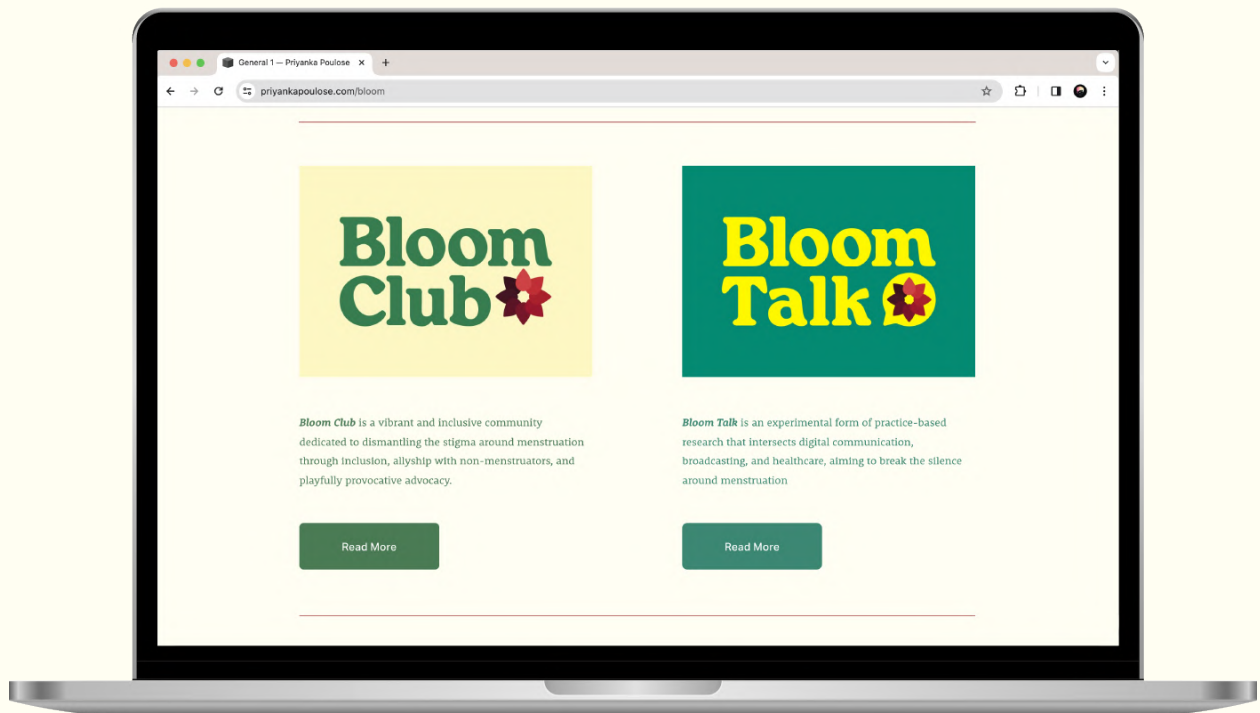 General 1 — Priyanka Poulose
priyankapoulose.com/bloom
Bloom
Club
Bloom Club is a vibrant and inclusive community
dedicated to dismantling the stigma around menstruation
through inclusion, allyship with non-menstruators, and
playfully provocative advocacy.
Read More
Bloom
Talk
Bloom Talk is an experimental form of practice-based
research that intersects digital communication,
broadcasting, and healthcare, aiming to break the silence
around menstruation
Read More